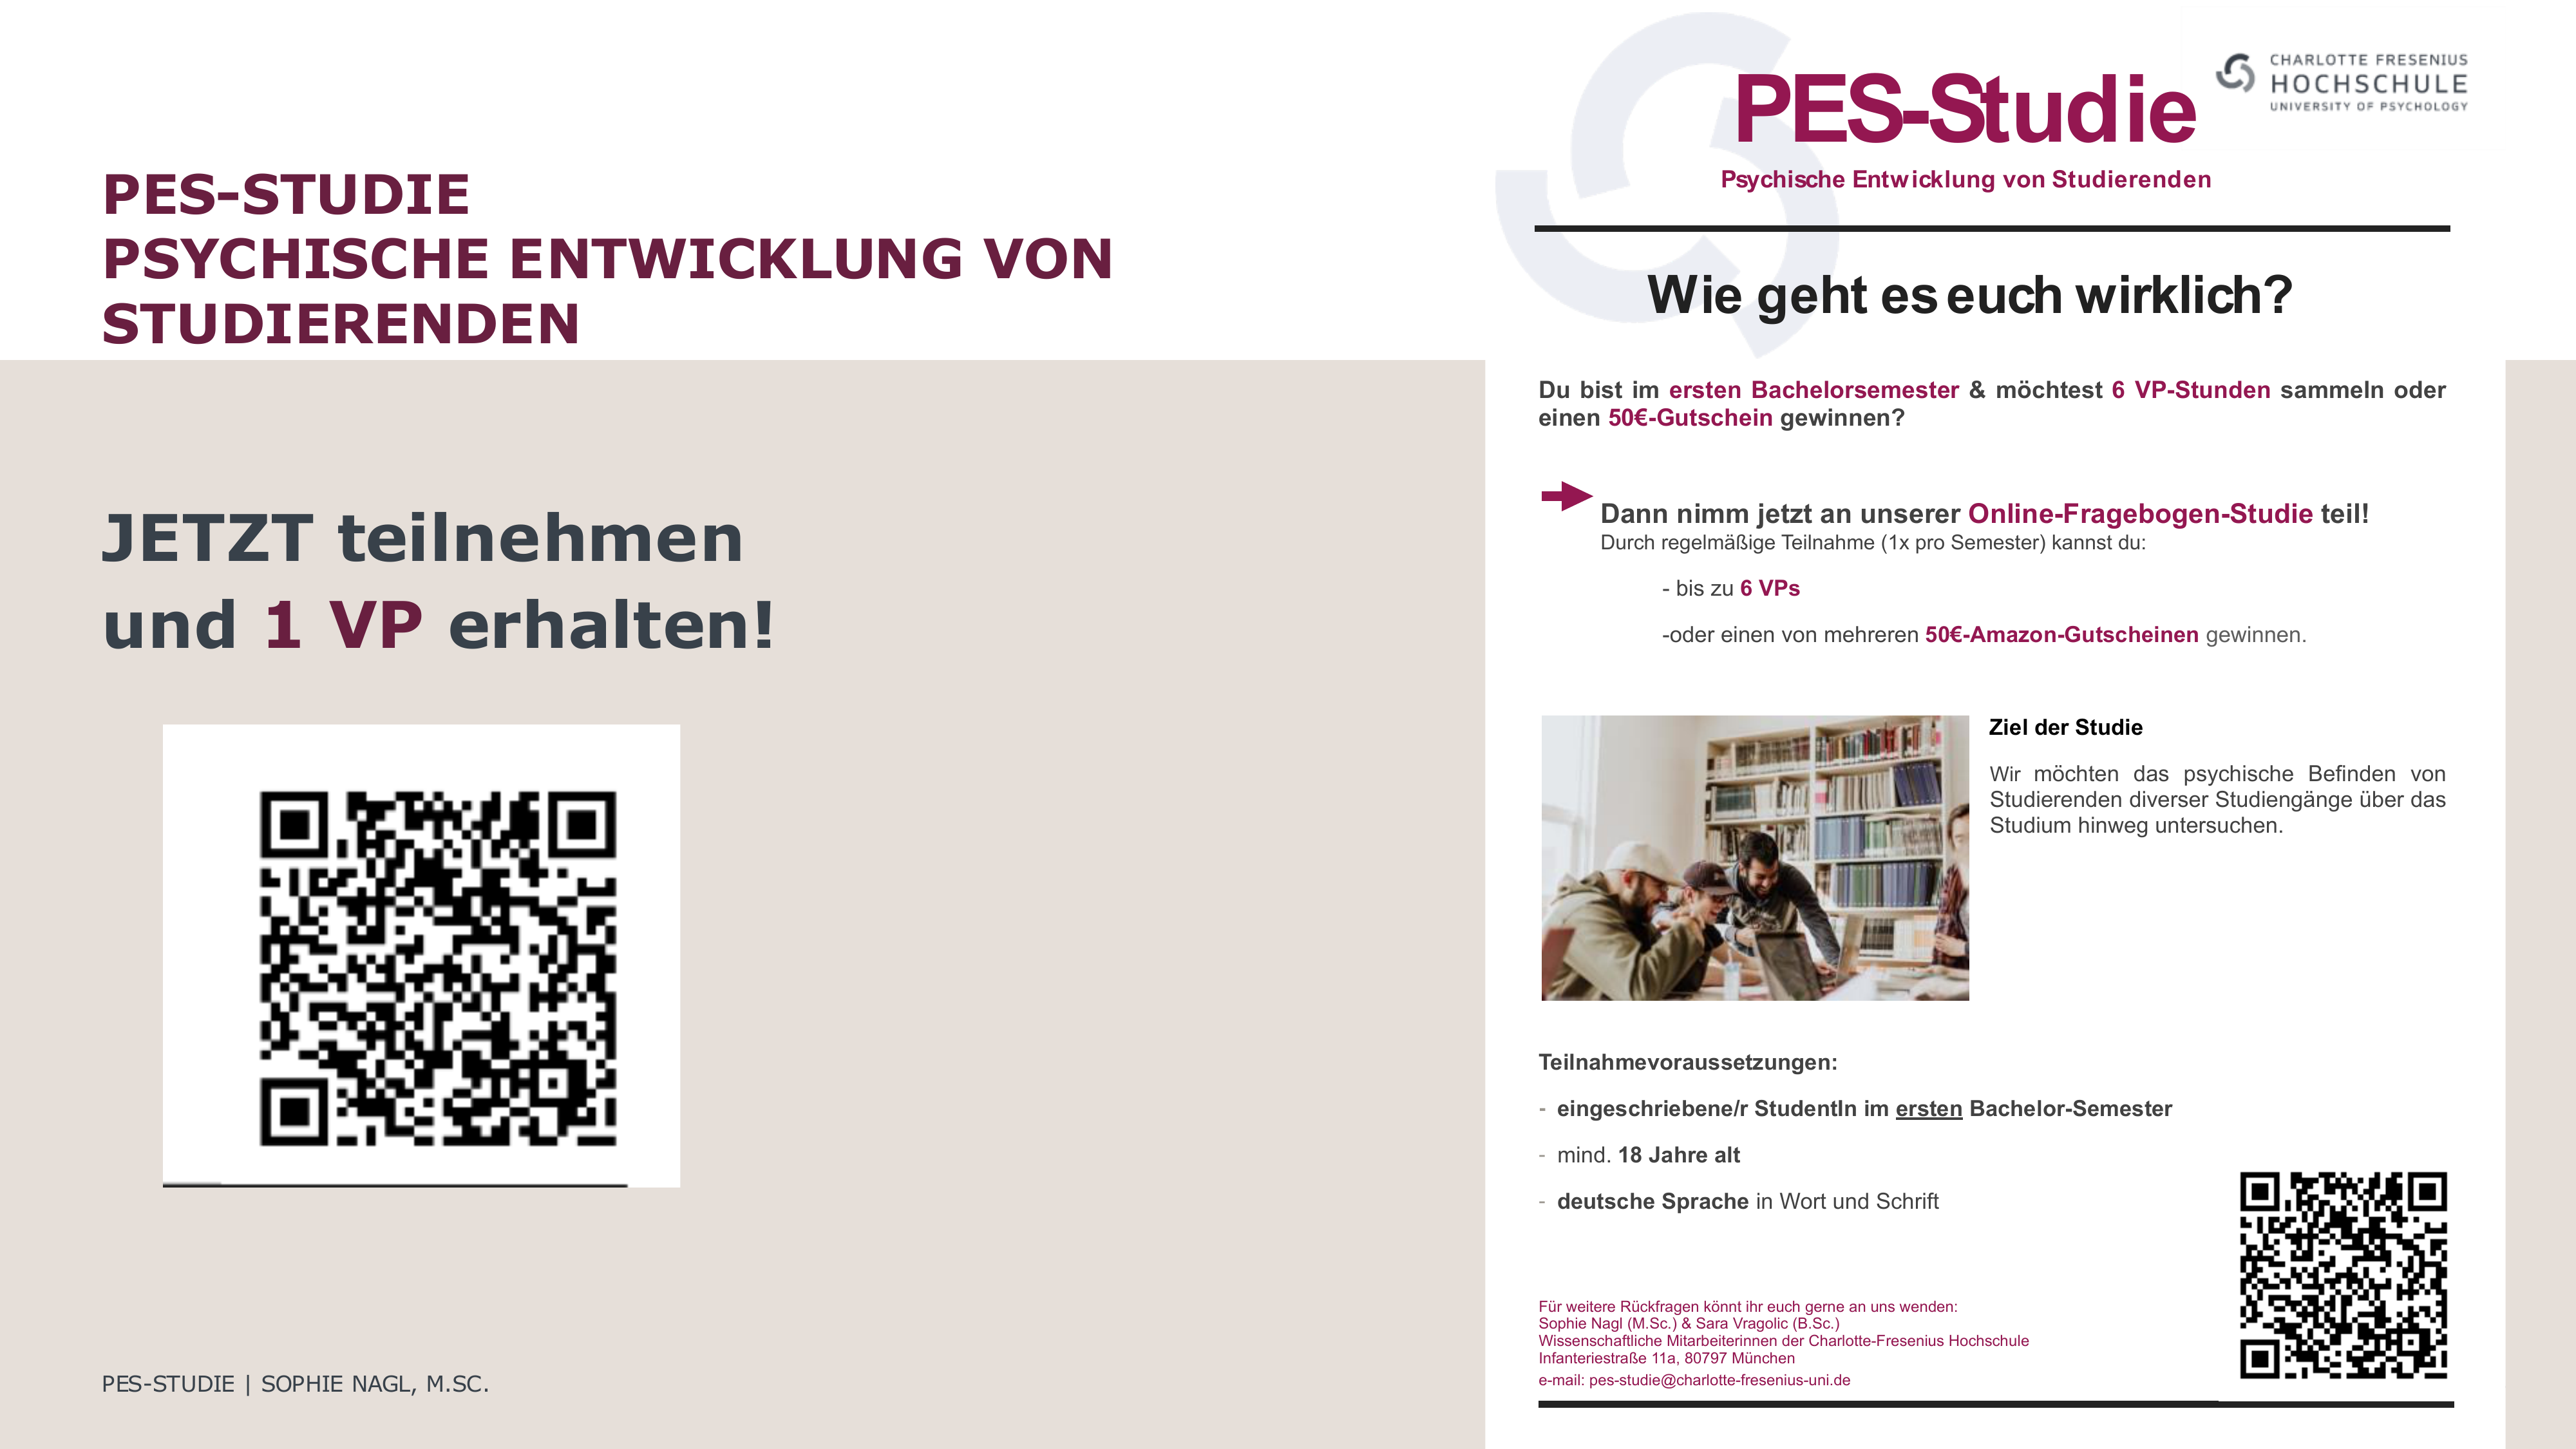 PES-STUDIE
PSYCHISCHE ENTWICKLUNG VON
STUDIERENDEN
JETZT teilnehmen
und 1 VP erhalten!
PES-STUDIE | SOPHIE NAGL, M.SC.
PES-Studie
CHARLOTTE FRESENIUS
HOCHSCHULE
UNIVERSITY OF PSYCHOLOGY
Psychische Entwicklung von Studierenden
Wie geht es euch wirklich?
Du bist im ersten Bachelorsemester & möchtest 6 VP-Stunden sammeln oder
einen 50€-Gutschein gewinnen?
Dann nimm jetzt an unserer Online-Fragebogen-Studie teil!
Durch regelmäßige Teilnahme (1x pro Semester) kannst du:
- bis zu 6 VPs
-oder einen von mehreren 50€-Amazon-Gutscheinen gewinnen.
Ziel der Studie
Wir möchten das psychische Befinden von
Studierenden diverser Studiengänge über das
Studium hinweg untersuchen.
Teilnahmevoraussetzungen:
- eingeschriebene/r StudentIn im ersten Bachelor-Semester
- mind. 18 Jahre alt
- deutsche Sprache in Wort und Schrift
Für weitere Rückfragen könnt ihr euch gerne an uns wenden:
Sophie Nagl (M.Sc.) & Sara Vragolic (B.Sc.)
Wissenschaftliche Mitarbeiterinnen der Charlotte-Fresenius Hochschule
Infanteriestraße 11a, 80797 München
e-mail: pes-studie@charlotte-fresenius-uni.de